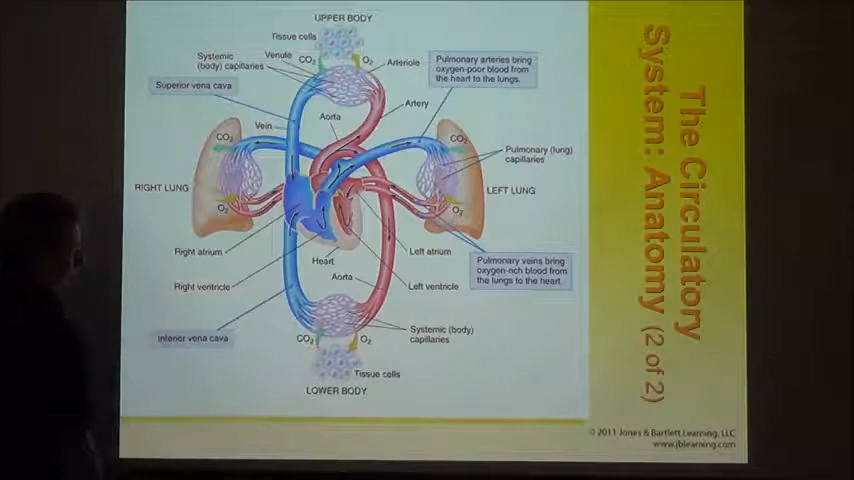 The Circulatory
System: Anatomy (2 of 2)
UPPER BODY
Tissue cells
Venule
CO2
O2
Arteriole
Systemic
(body) capillaries
Pulmonary arteries bring
oxygen-poor blood from
the heart to the lungs.
Superior vena cava
Artery
Aorta
Vein
CO2
CO2
Pulmonary (lung)
capillaries
RIGHT LUNG
LEFT LUNG
O2
O2
Right atrium
Left atrium
Heart
Pulmonary veins bring
oxygen-rich blood from
the lungs to the heart.
Aorta
Right ventricle
Left ventricle
Inferior vena cava
CO2
O2
Systemic (body)
capillaries
Tissue cells
LOWER BODY
© 2011 Jones & Bartlett Learning, LLC
www.jblearning.com